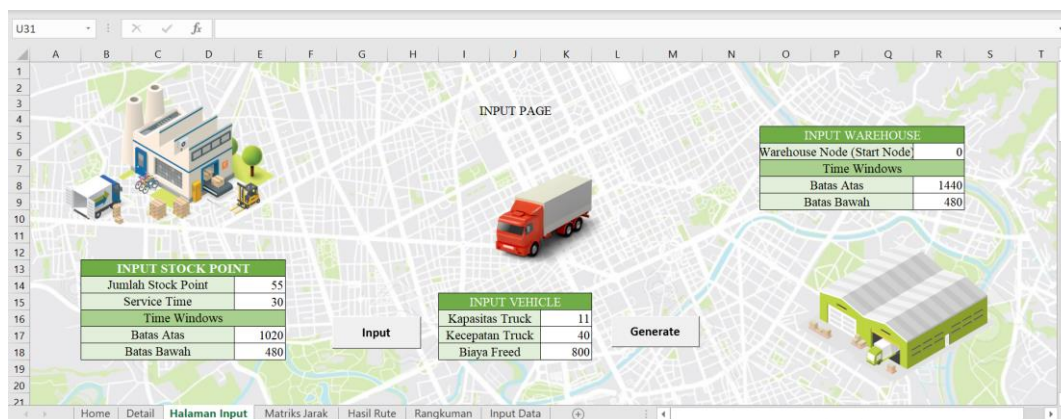 U31 fx
A B C D E F G H I J K L M N O P Q R S T
1
2
3
4
5
6
7
8
9
10
11
12
13
14
15
16
17
18
19
20
21
INPUT PAGE
INPUT WAREHOUSE
Warehouse Node (Start Node) 0
Time Windows
Batas Atas 1440
Batas Bawah 480
INPUT STOCK POINT
Jumlah Stock Point 55
Service Time 30
Time Windows
Batas Atas 1020
Batas Bawah 480
Input
INPUT VEHICLE
Kapasitas Truck 11
Kecepatan Truck 40
Biaya Freed 800
Generate
Home Detail Halaman Input Matriks Jarak Hasil Rute Rangkuman Input Data